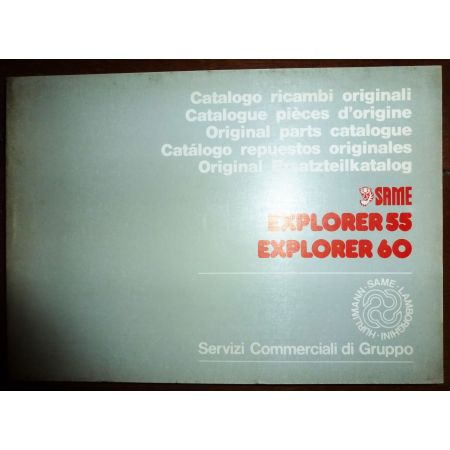 Catalogo ricambi originali
Catalogue pièces d'origine
Original parts catalogue
Catálogo repuestos originales
Original Ersatzteilkatalog
SAME
EXPLORER 55
EXPLORER 60
HÜRLIMANN · SAME · LAMBORGHINI
Servizi Commerciali di Gruppo